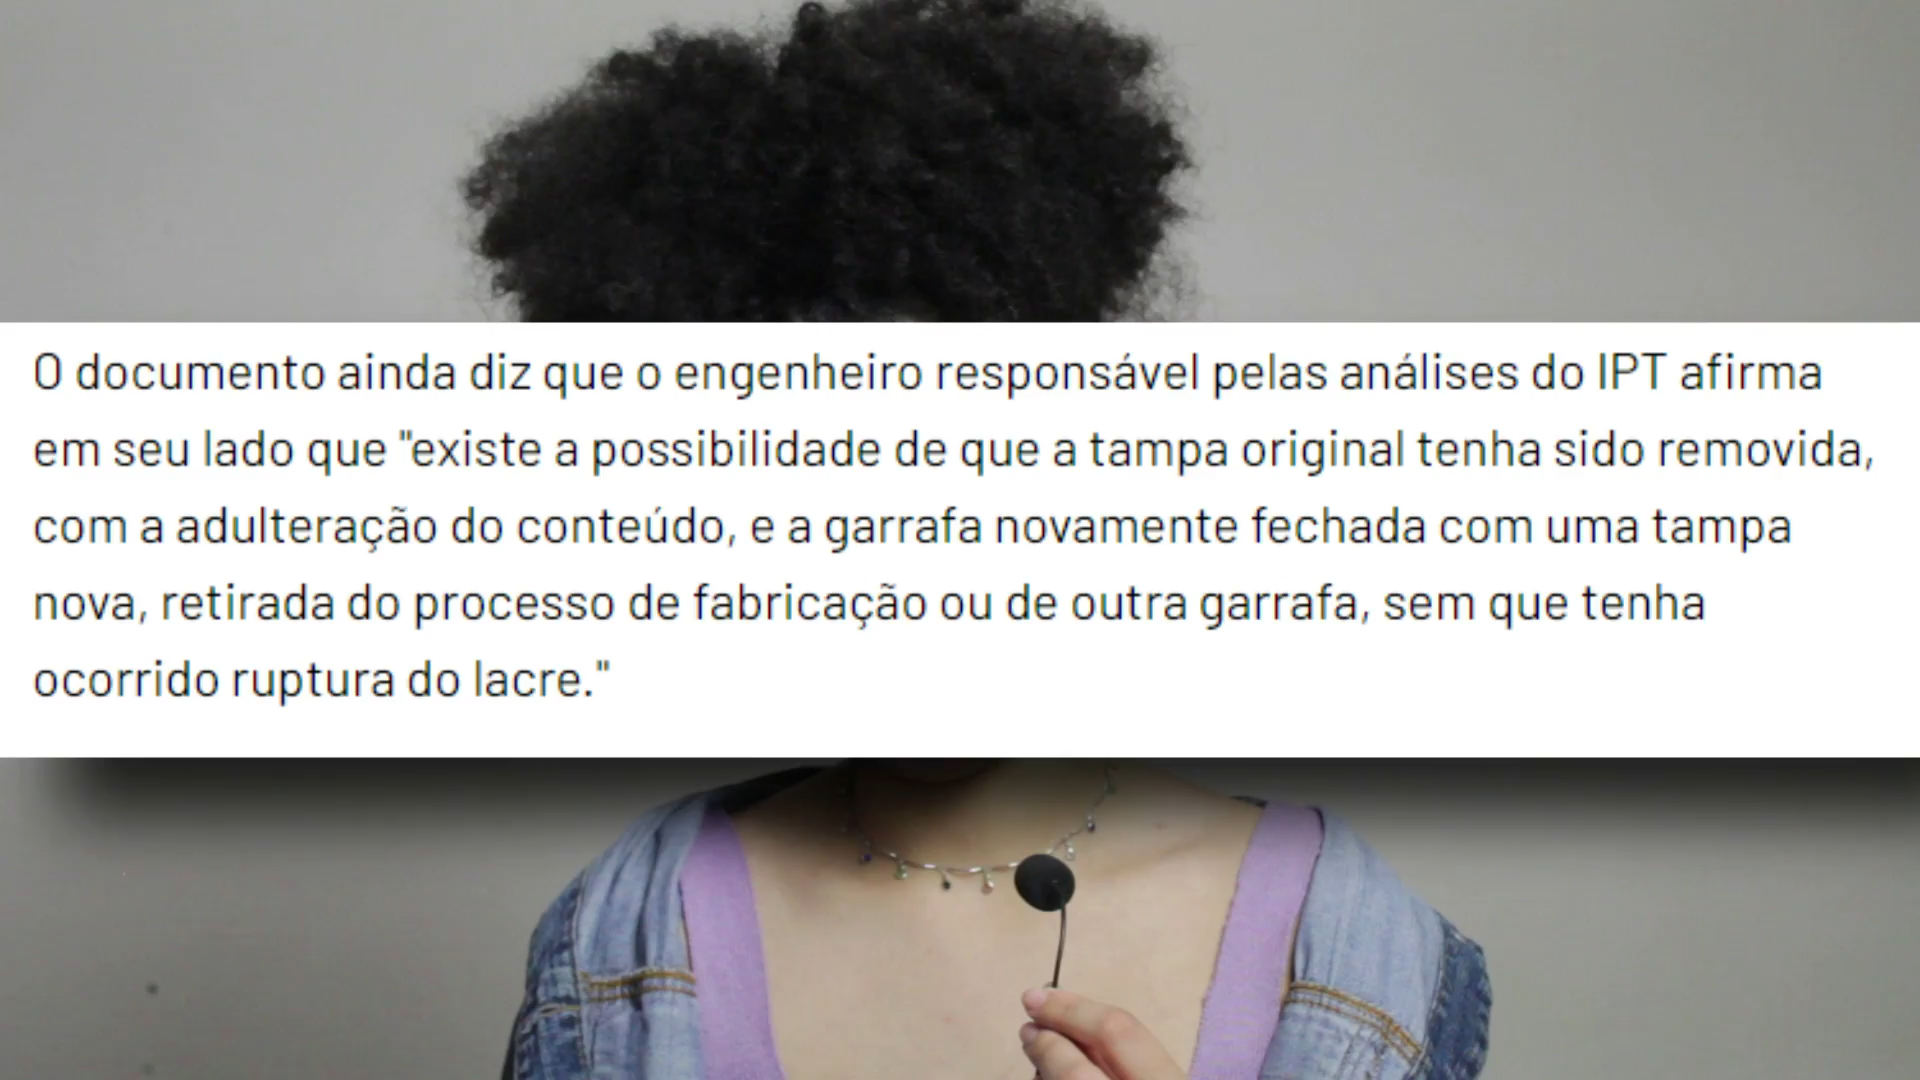 O documento ainda diz que o engenheiro responsável pelas análises do IPT afirma
em seu lado que "existe a possibilidade de que a tampa original tenha sido removida,
com a adulteração do conteúdo, e a garrafa novamente fechada com uma tampa
nova, retirada do processo de fabricação ou de outra garrafa, sem que tenha
ocorrido ruptura do lacre."